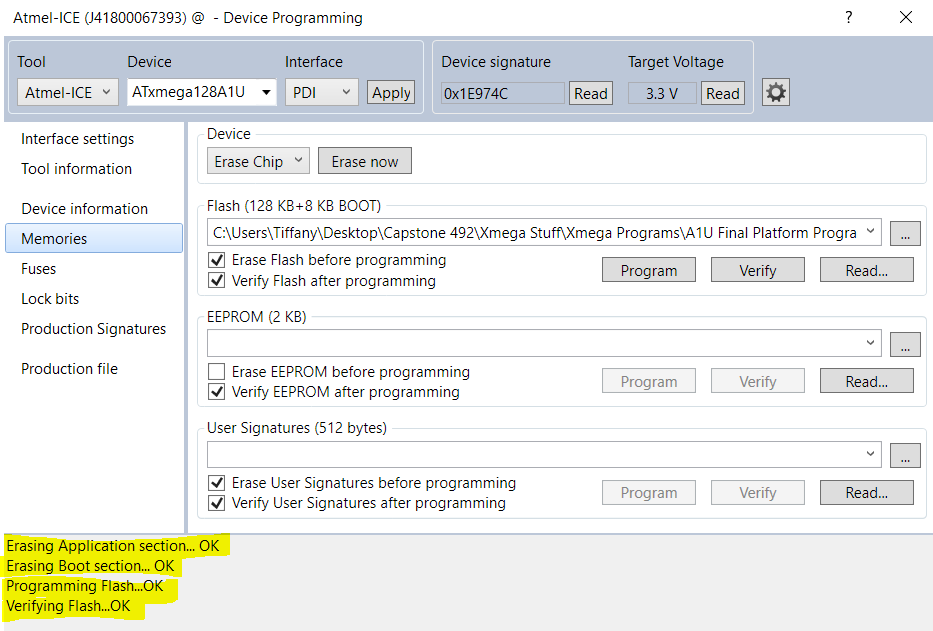 Atmel-ICE (J41800067393) @  - Device Programming
Tool Device Interface Device signature Target Voltage
Atmel-ICE ATxmega128A1U PDI Apply 0x1E974C Read 3.3 V Read
Interface settings
Tool information
Device information
Memories
Fuses
Lock bits
Production Signatures
Production file
Device
Erase Chip Erase now
Flash (128 KB+8 KB BOOT)
C:\Users\Tiffany\Desktop\Capstone 492\Xmega Stuff\Xmega Programs\A1U Final Platform Progra ...
Erase Flash before programming
Verify Flash after programming
Program Verify Read...
EEPROM (2 KB)
...
Erase EEPROM before programming
Verify EEPROM after programming
Program Verify Read...
User Signatures (512 bytes)
...
Erase User Signatures before programming
Verify User Signatures after programming
Program Verify Read...
Erasing Application section... OK
Erasing Boot section... OK
Programming Flash...OK
Verifying Flash...OK